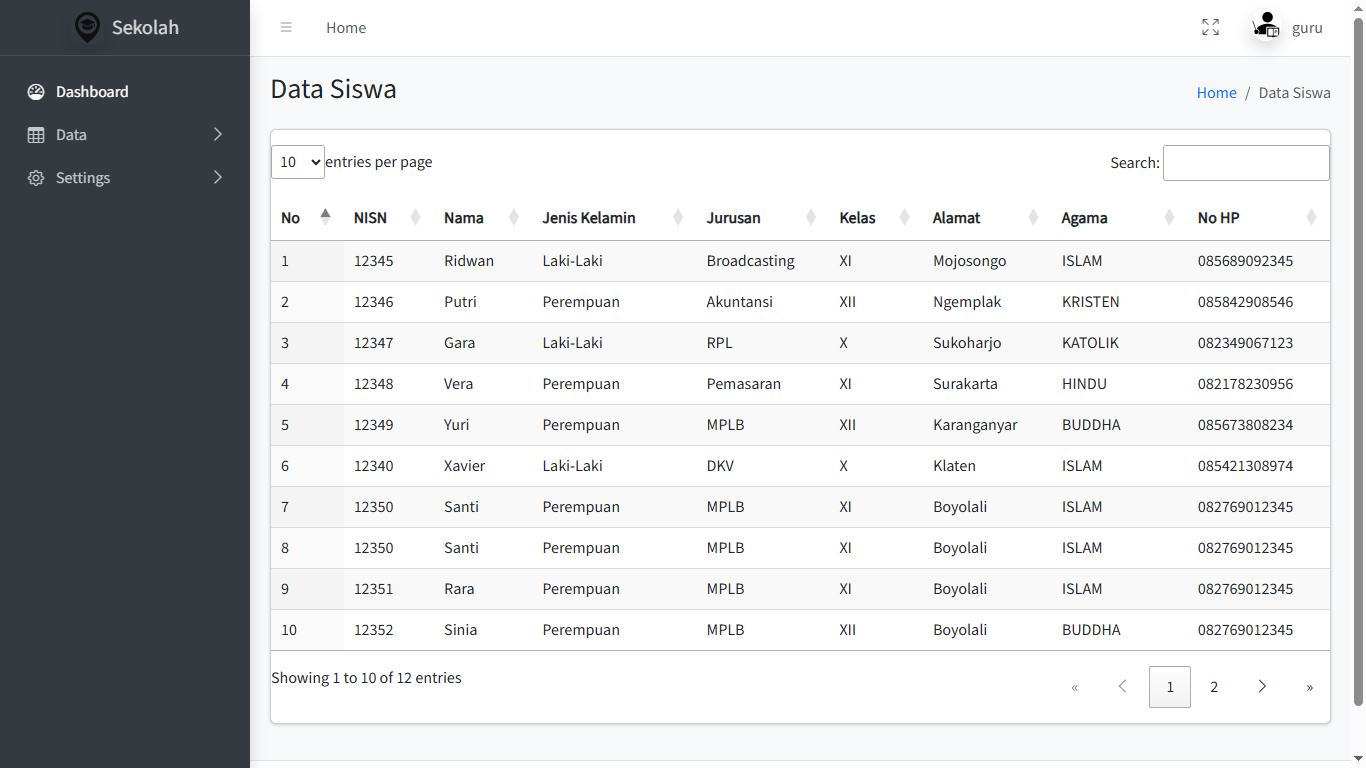 Sekolah
Home
guru
Dashboard
Data
Settings
Data Siswa
Home / Data Siswa
10 entries per page
Search:
No NISN Nama Jenis Kelamin Jurusan Kelas Alamat Agama No HP
1 12345 Ridwan Laki-Laki Broadcasting XI Mojosongo ISLAM 085689092345
2 12346 Putri Perempuan Akuntansi XII Ngemplak KRISTEN 085842908546
3 12347 Gara Laki-Laki RPL X Sukoharjo KATOLIK 082349067123
4 12348 Vera Perempuan Pemasaran XI Surakarta HINDU 082178230956
5 12349 Yuri Perempuan MPLB XII Karanganyar BUDDHA 085673808234
6 12340 Xavier Laki-Laki DKV X Klaten ISLAM 085421308974
7 12350 Santi Perempuan MPLB XI Boyolali ISLAM 082769012345
8 12350 Santi Perempuan MPLB XI Boyolali ISLAM 082769012345
9 12351 Rara Perempuan MPLB XI Boyolali ISLAM 082769012345
10 12352 Sinia Perempuan MPLB XII Boyolali BUDDHA 082769012345
Showing 1 to 10 of 12 entries
« 1 2 »